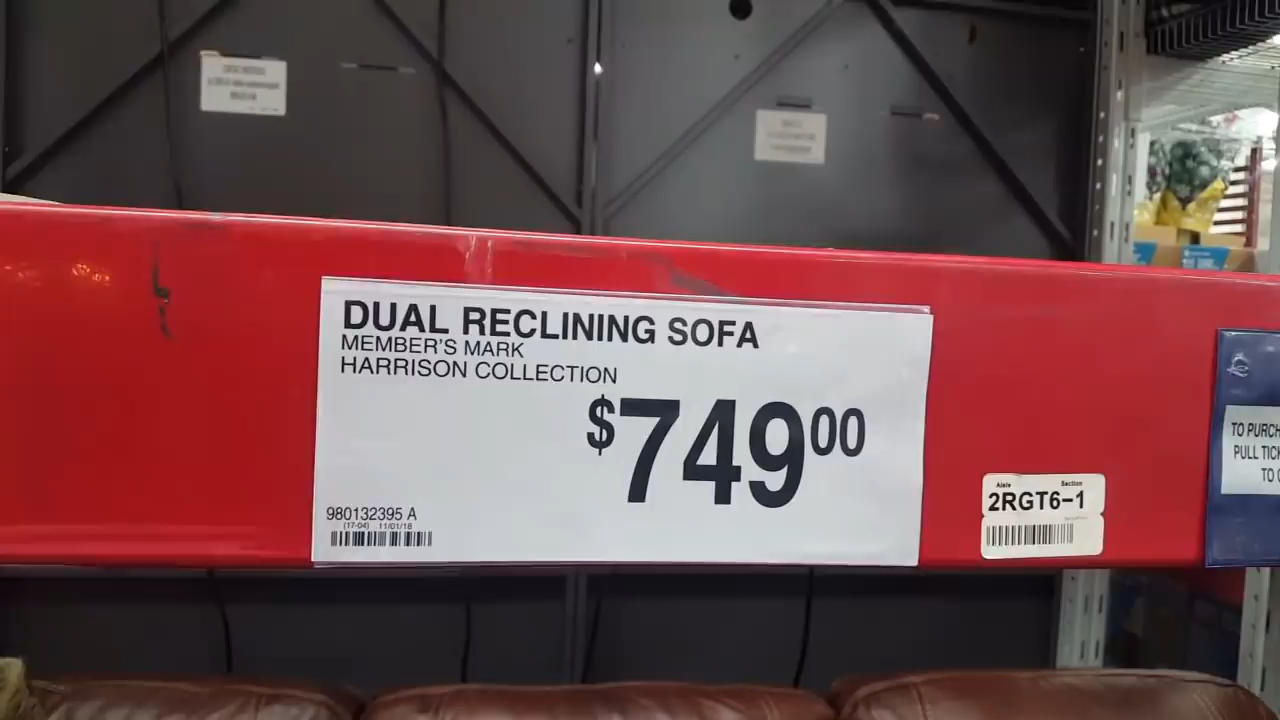 DUAL RECLINING SOFA
MEMBER'S MARK
HARRISON COLLECTION
$749 00
980132395 A
(17-04) 11/01/18
Aisle Section
2RGT6-1
TO PURCH
PULL TICK
TO